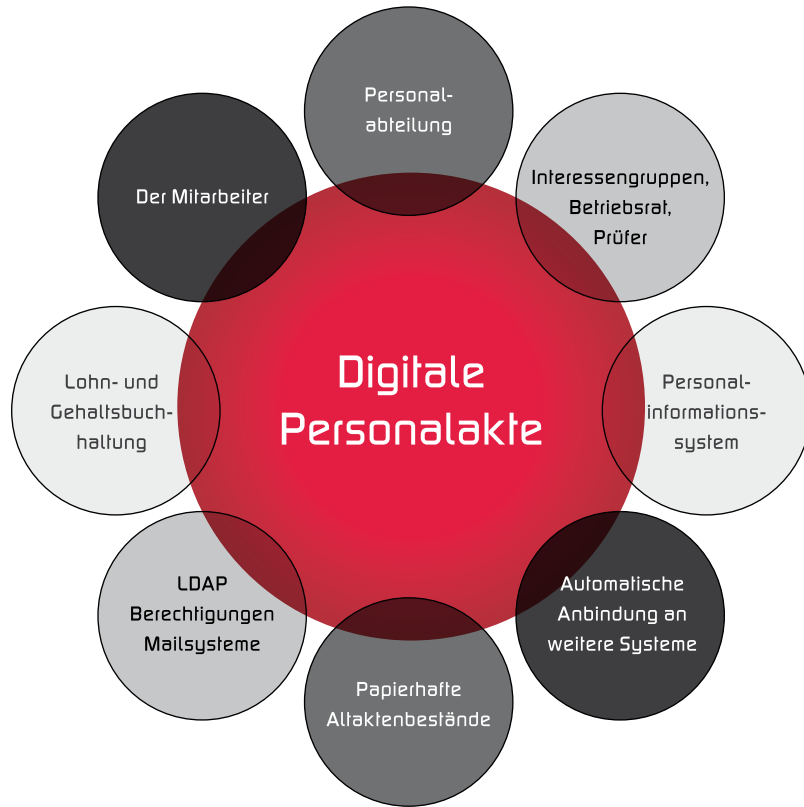 Personal-
abteilung
Der Mitarbeiter
Interessengruppen,
Betriebsrat,
Prüfer
Digitale
Personalakte
Lohn- und
Gehaltsbuch-
haltung
Personal-
informations-
system
LDAP
Berechtigungen
Mailsysteme
Automatische
Anbindung an
weitere Systeme
Papierhafte
Altaktenbestände